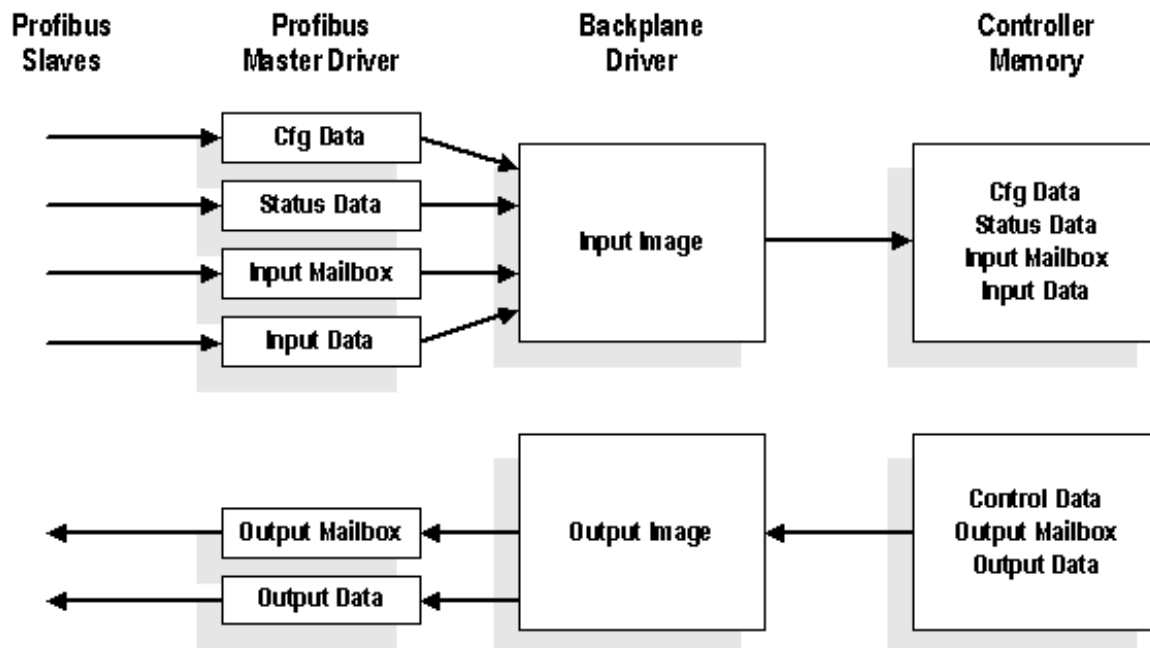 Profibus
Slaves
Profibus
Master Driver
Backplane
Driver
Controller
Memory
Cfg Data
Status Data
Input Mailbox
Input Data
Input Image
Cfg Data
Status Data
Input Mailbox
Input Data
Output Mailbox
Output Data
Output Image
Control Data
Output Mailbox
Output Data